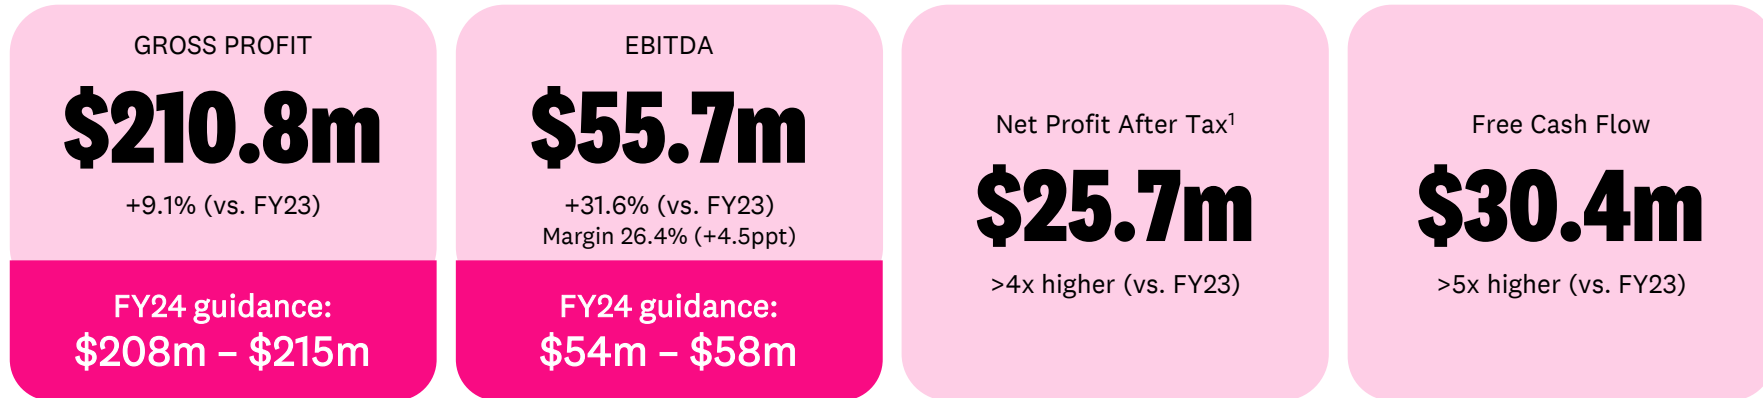 GROSS PROFIT
$210.8m
+9.1% (vs. FY23)
FY24 guidance:
$208m – $215m
EBITDA
$55.7m
+31.6% (vs. FY23)
Margin 26.4% (+4.5ppt)
FY24 guidance:
$54m – $58m
Net Profit After Tax¹
$25.7m
>4x higher (vs. FY23)
Free Cash Flow
$30.4m
>5x higher (vs. FY23)